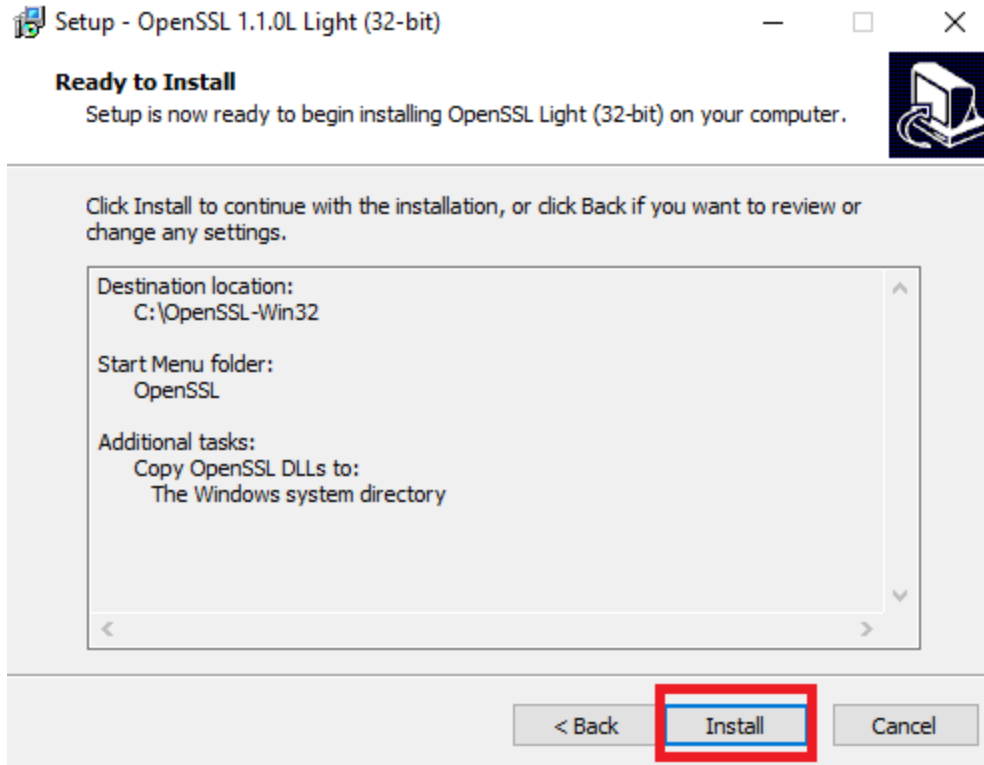 Setup - OpenSSL 1.1.0L Light (32-bit)
Ready to Install
Setup is now ready to begin installing OpenSSL Light (32-bit) on your computer.
Click Install to continue with the installation, or click Back if you want to review or
change any settings.
Destination location:
C:\OpenSSL-Win32
Start Menu folder:
OpenSSL
Additional tasks:
Copy OpenSSL DLLs to:
The Windows system directory
< Back Install Cancel